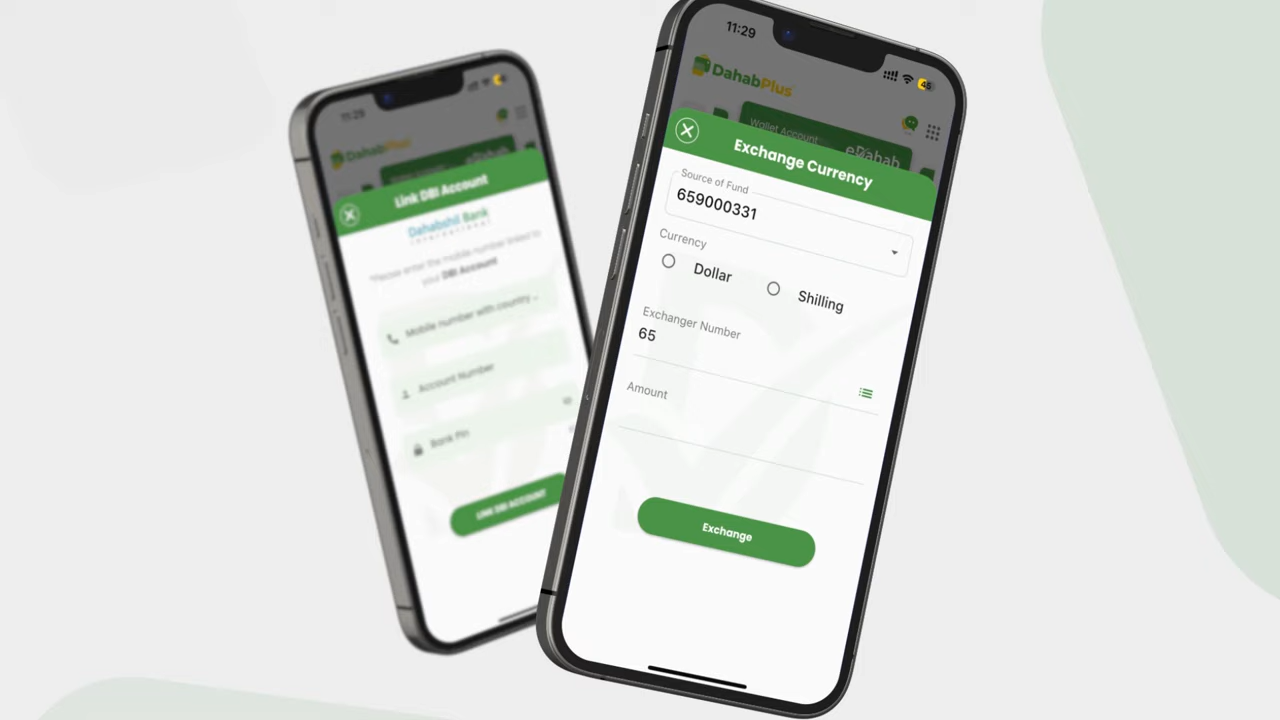 11:29
DahabPlus
eDahab
Link DBI Account
Dahabshil Bank
International
*Please enter the mobile number linked to
your DBI Account
Mobile number with country ...
Account Number
Bank Pin
LINK DBI ACCOUNT
11:29
45
DahabPlus
Wallet Account
eDahab
Exchange Currency
Source of Fund
659000331
Currency
Dollar
Shilling
Exchanger Number
65
Amount
Exchange